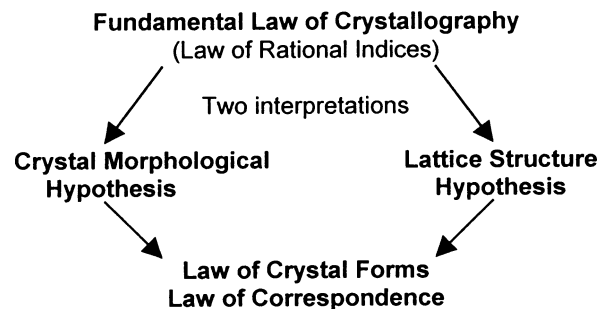 Fundamental Law of Crystallography
(Law of Rational Indices)
Two interpretations
Crystal Morphological
Hypothesis
Lattice Structure
Hypothesis
Law of Crystal Forms
Law of Correspondence